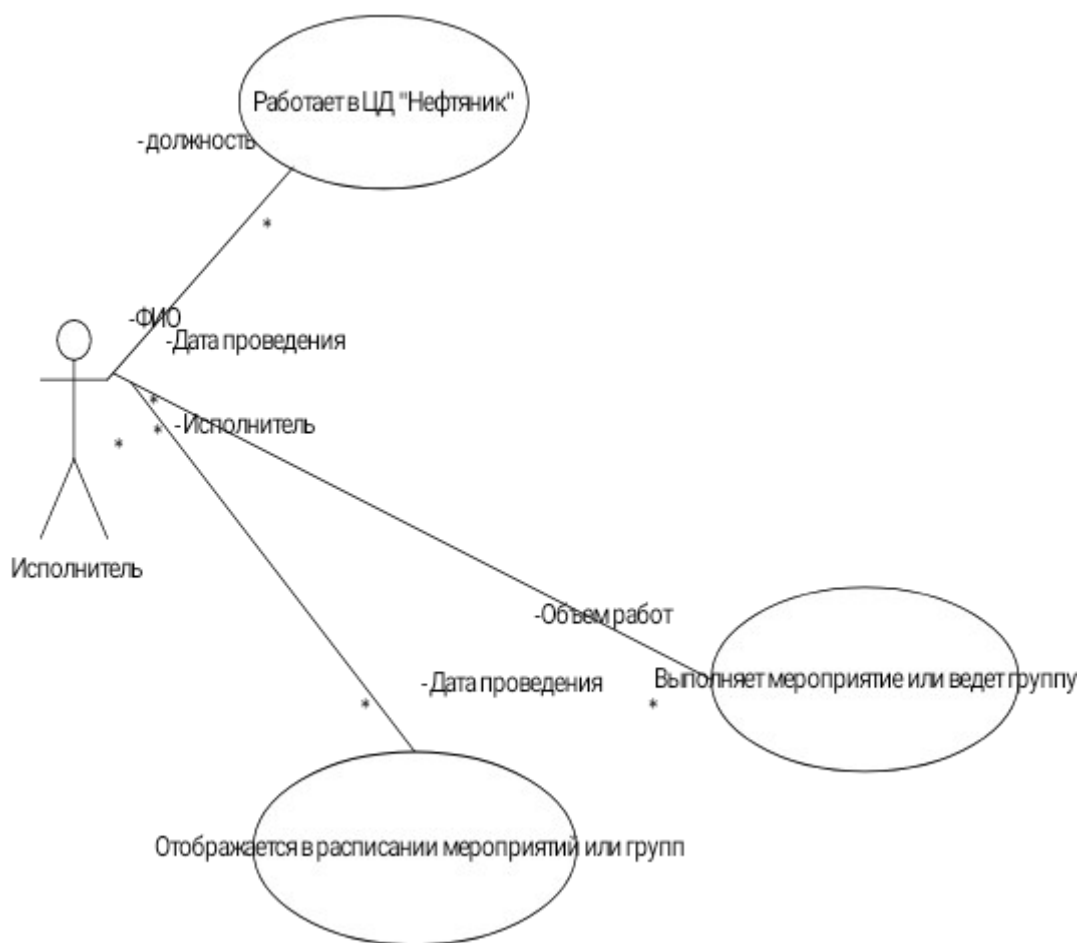 Работает в ЦД "Нефтяник"
-должность
*
-ФИО
-Дата проведения
*
-Исполнитель
*
*
Исполнитель
-Объем работ
Выполняет мероприятие или ведет группу
-Дата проведения
*
*
Отображается в расписании мероприятий или групп